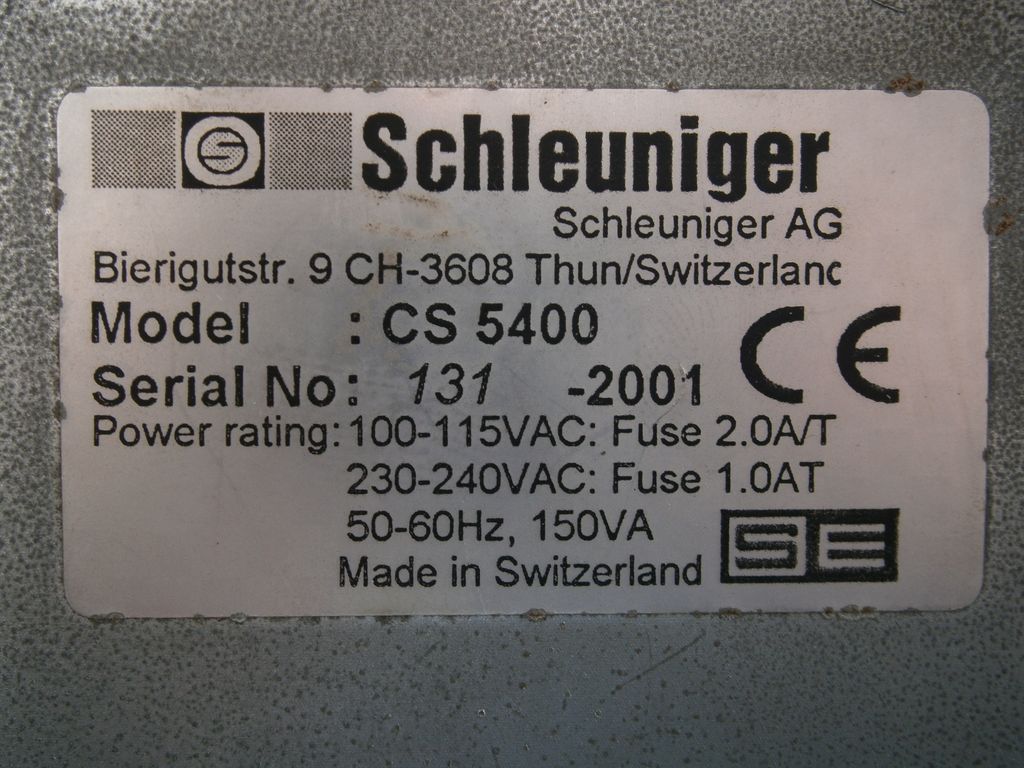 S Schleuniger
Schleuniger AG
Bierigutstr. 9 CH-3608 Thun/Switzerland
Model : CS 5400
Serial No: 131 -2001
CE
Power rating: 100-115VAC: Fuse 2.0A/T
230-240VAC: Fuse 1.0AT
50-60Hz, 150VA
Made in Switzerland
SE